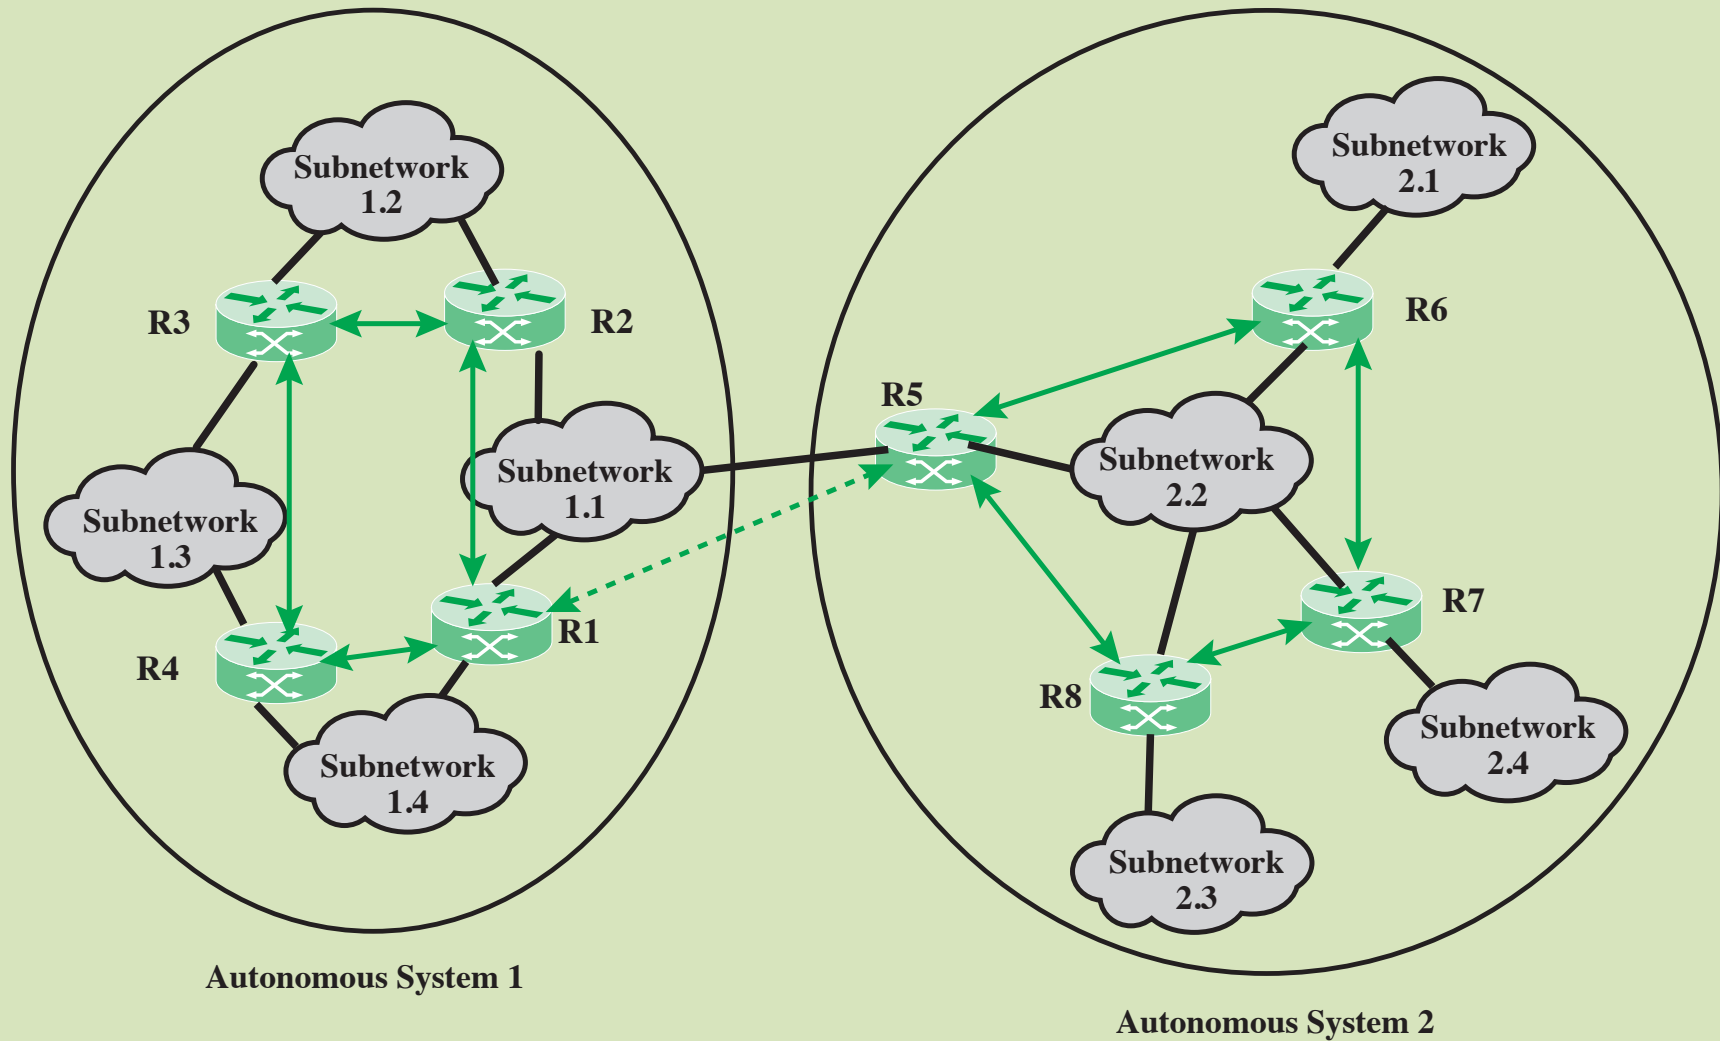 Subnetwork
1.2
R3
R2
Subnetwork
1.1
Subnetwork
1.3
R4
R1
Subnetwork
1.4
Autonomous System 1
Subnetwork
2.1
R6
R5
Subnetwork
2.2
R7
R8
Subnetwork
2.4
Subnetwork
2.3
Autonomous System 2